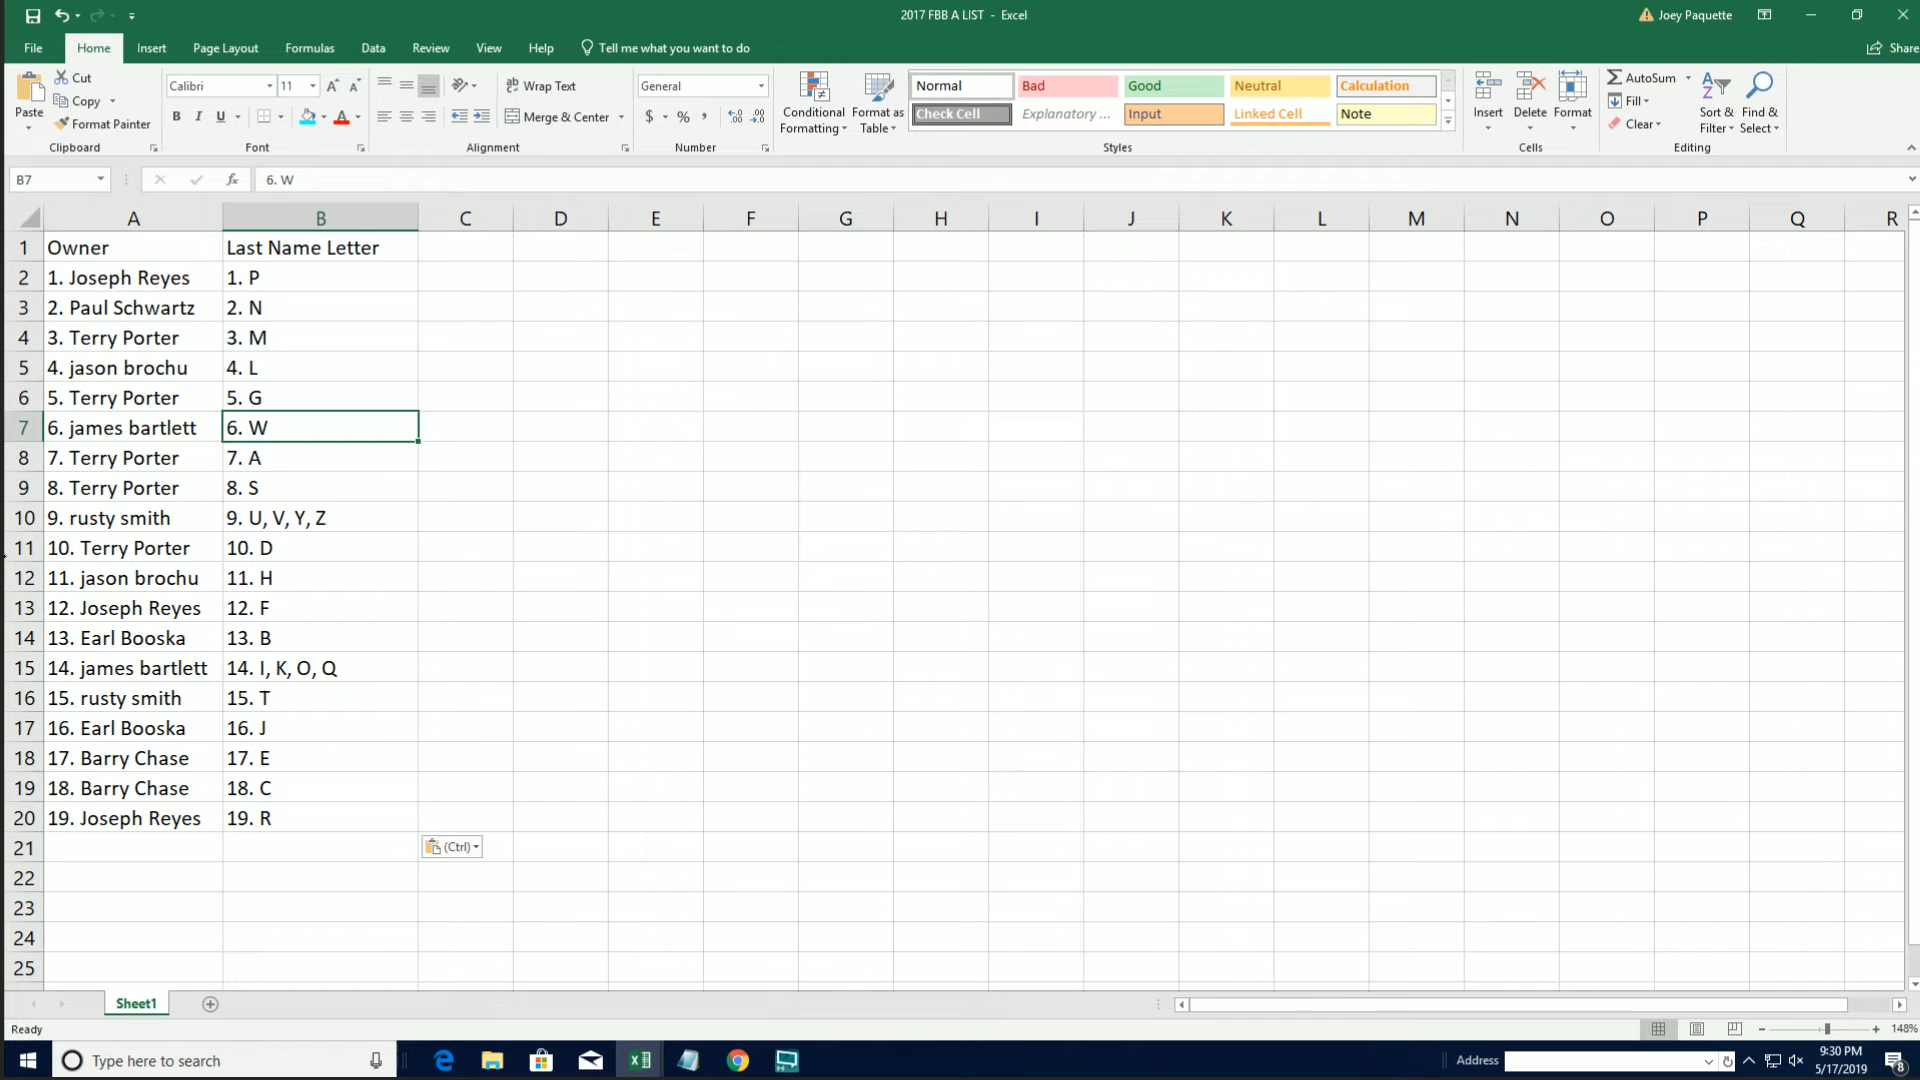 2017 FBB A LIST - Excel
Joey Paquette
File Home Insert Page Layout Formulas Data Review View Help Tell me what you want to do Share
Paste
Cut
Copy
Format Painter
Clipboard
Calibri 11
B I U
Font
Wrap Text
Merge & Center
Alignment
General
$ % ,
Number
Conditional Formatting
Format as Table
Normal Bad Good Neutral Calculation
Check Cell Explanatory ... Input Linked Cell Note
Styles
Insert Delete Format
Cells
AutoSum
Fill
Clear
Sort & Filter
Find & Select
Editing
B7 fx 6. W
A B C D E F G H I J K L M N O P Q R
1 Owner Last Name Letter
2 1. Joseph Reyes 1. P
3 2. Paul Schwartz 2. N
4 3. Terry Porter 3. M
5 4. jason brochu 4. L
6 5. Terry Porter 5. G
7 6. james bartlett 6. W
8 7. Terry Porter 7. A
9 8. Terry Porter 8. S
10 9. rusty smith 9. U, V, Y, Z
11 10. Terry Porter 10. D
12 11. jason brochu 11. H
13 12. Joseph Reyes 12. F
14 13. Earl Booska 13. B
15 14. james bartlett 14. I, K, O, Q
16 15. rusty smith 15. T
17 16. Earl Booska 16. J
18 17. Barry Chase 17. E
19 18. Barry Chase 18. C
20 19. Joseph Reyes 19. R
21 (Ctrl)
22
23
24
25
Sheet1
Ready 148%
Type here to search
Address
9:30 PM
5/17/2019
8